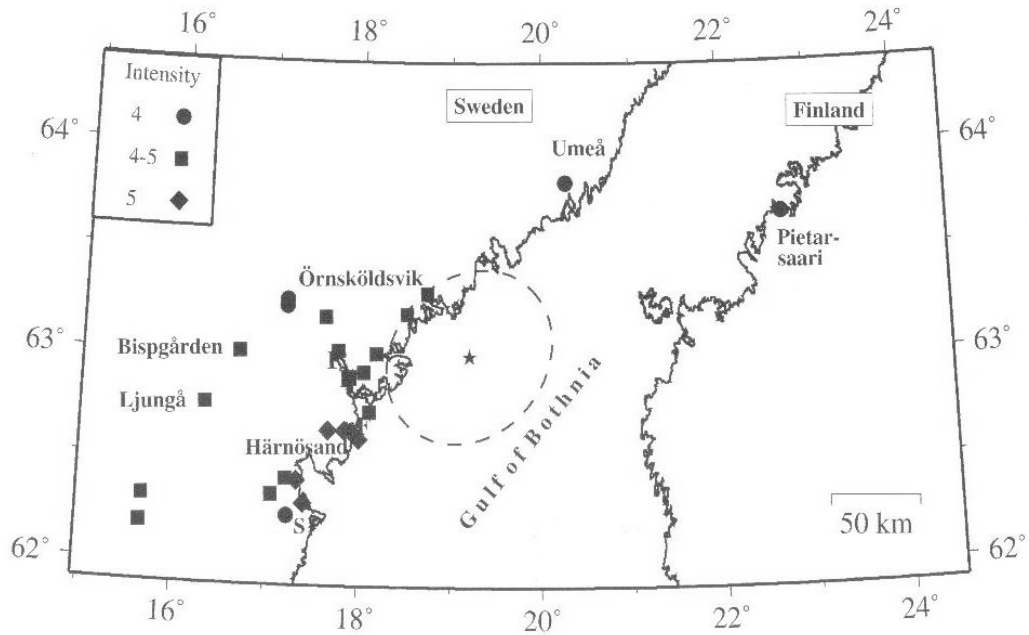 16° 18° 20° 22° 24°
Intensity
4
4-5
5
Sweden
Finland
64°
64°
Umeå
Pietar-
saari
Örnsköldsvik
63°
63°
Bispgården
Ljungå
Härnösand
Gulf of Bothnia
S
50 km
62°
62°
16° 18° 20° 22° 24°